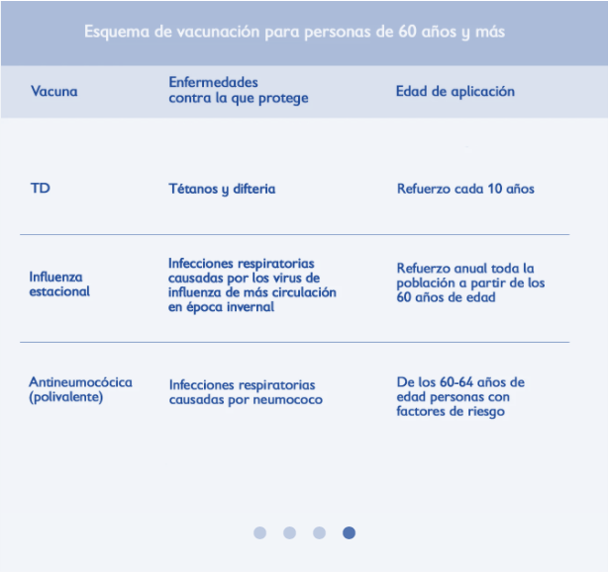 Esquema de vacunación para personas de 60 años y más
Vacuna
Enfermedades
contra la que protege
Edad de aplicación
TD
Tétanos y difteria
Refuerzo cada 10 años
Influenza
estacional
Infecciones respiratorias
causadas por los virus de
influenza de más circulación
en época invernal
Refuerzo anual toda la
población a partir de los
60 años de edad
Antineumocócica
(polivalente)
Infecciones respiratorias
causadas por neumococo
De los 60-64 años de
edad personas con
factores de riesgo